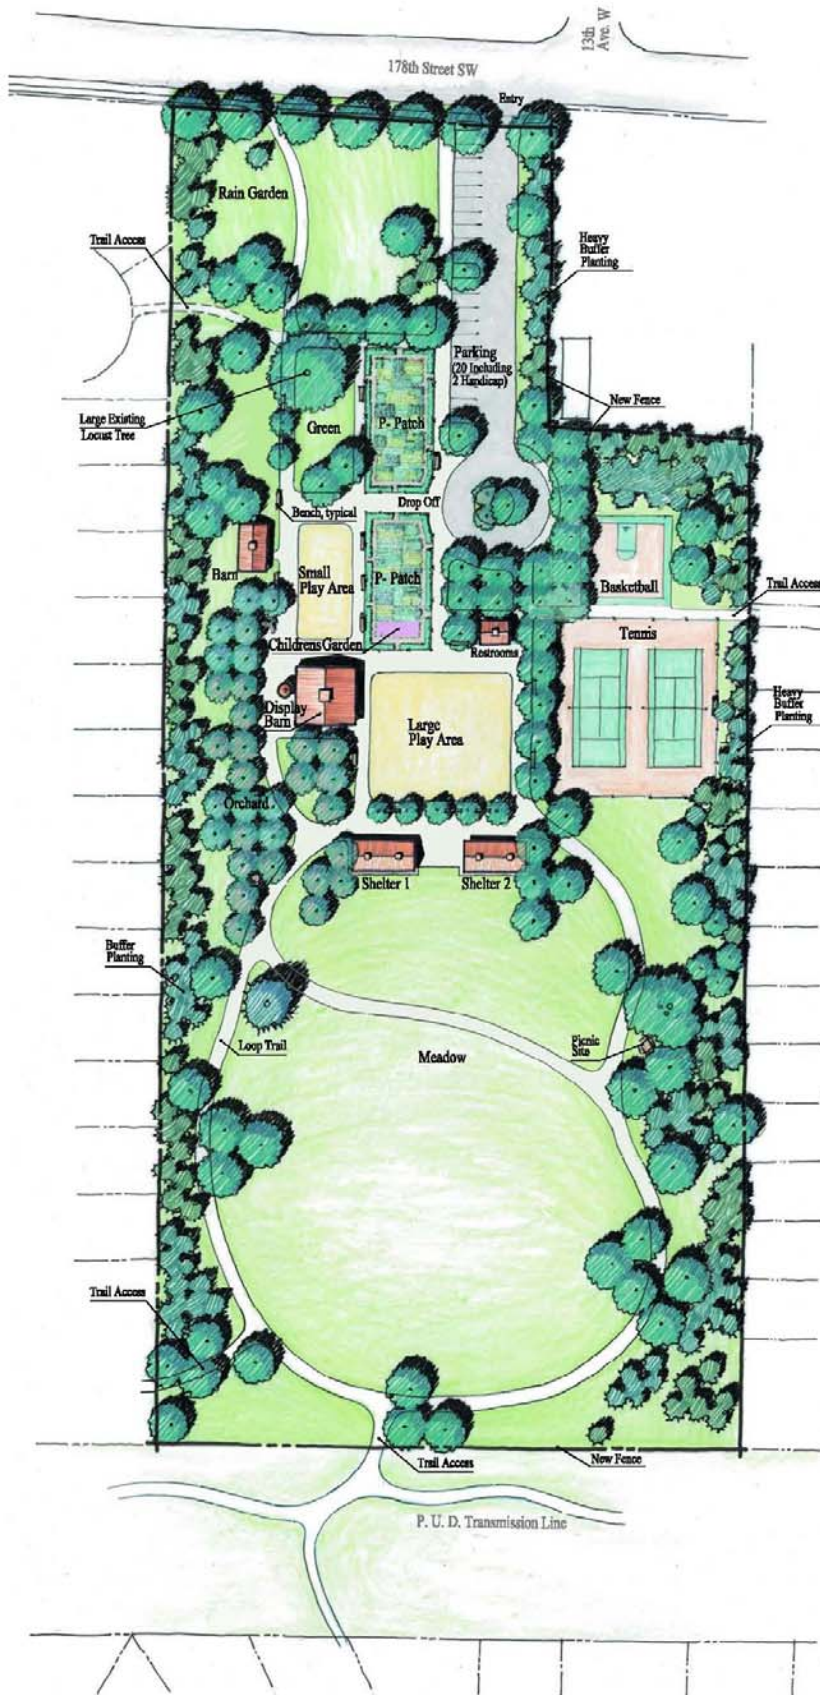 13th
Ave. W
178th Street SW
Entry
Rain Garden
Trail Access
Heavy
Buffer
Planting
Parking
(20 Including
2 Handicap)
New Fence
Large Existing
Locust Tree
Green
P- Patch
Drop Off
Bench, typical
Barn
Small
Play Area
P- Patch
Basketball
Trail Access
Tennis
Childrens Garden
Restrooms
Display
Barn
Large
Play Area
Heavy
Buffer
Planting
Orchard
Shelter 1
Shelter 2
Buffer
Planting
Loop Trail
Meadow
Picnic
Site
Trail Access
Trail Access
New Fence
P. U. D. Transmission Line